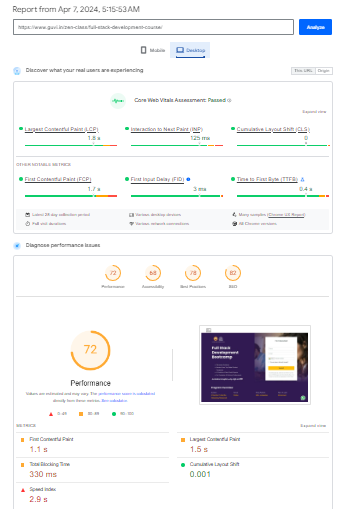 Report from Apr 7, 2024, 5:15:53 AM
https://www.guvi.in/zen-class/full-stack-development-course/
Analyze
Mobile
Desktop
Discover what your real users are experiencing
This URL
Origin
Core Web Vitals Assessment: Passed
Expand view
Largest Contentful Paint (LCP)
1.8 s
Interaction to Next Paint (INP)
125 ms
Cumulative Layout Shift (CLS)
0
OTHER NOTABLE METRICS
First Contentful Paint (FCP)
1.7 s
First Input Delay (FID)
3 ms
Time to First Byte (TTFB)
0.4 s
Latest 28-day collection period
Various desktop devices
Many samples (Chrome UX Report)
Full visit durations
Various network connections
All Chrome versions
Diagnose performance issues
72
Performance
68
Accessibility
78
Best Practices
82
SEO
72
Performance
Values are estimated and may vary. The performance score is calculated
directly from these metrics. See calculator.
0–49
50–89
90–100
Full Stack
Development
Bootcamp
METRICS
Expand view
First Contentful Paint
1.1 s
Largest Contentful Paint
1.5 s
Total Blocking Time
330 ms
Cumulative Layout Shift
0.001
Speed Index
2.9 s